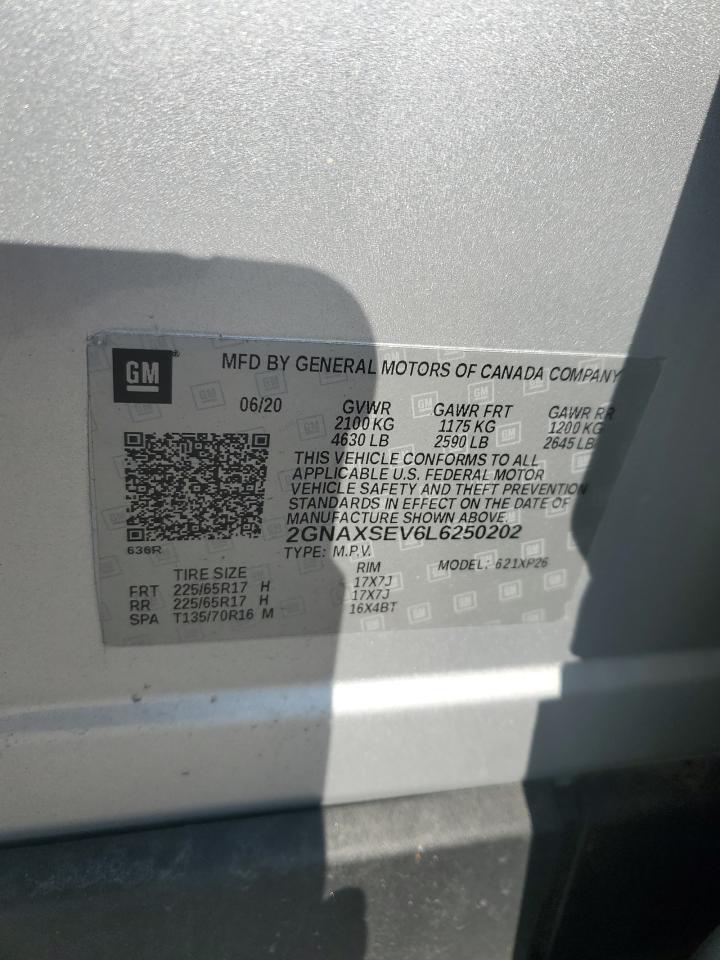 GM
MFD BY GENERAL MOTORS OF CANADA COMPANY
06/20 GVWR GAWR FRT GAWR RR
2100 KG 1175 KG 1200 KG
4630 LB 2590 LB 2645 LB
THIS VEHICLE CONFORMS TO ALL
APPLICABLE U.S. FEDERAL MOTOR
VEHICLE SAFETY AND THEFT PREVENTION
STANDARDS IN EFFECT ON THE DATE OF
MANUFACTURE SHOWN ABOVE.
2GNAXSEV6L6250202
636R TYPE: M.P.V. MODEL: 621XP26
TIRE SIZE RIM
FRT 225/65R17 H 17X7J
RR 225/65R17 H 17X7J
SPA T135/70R16 M 16X4BT